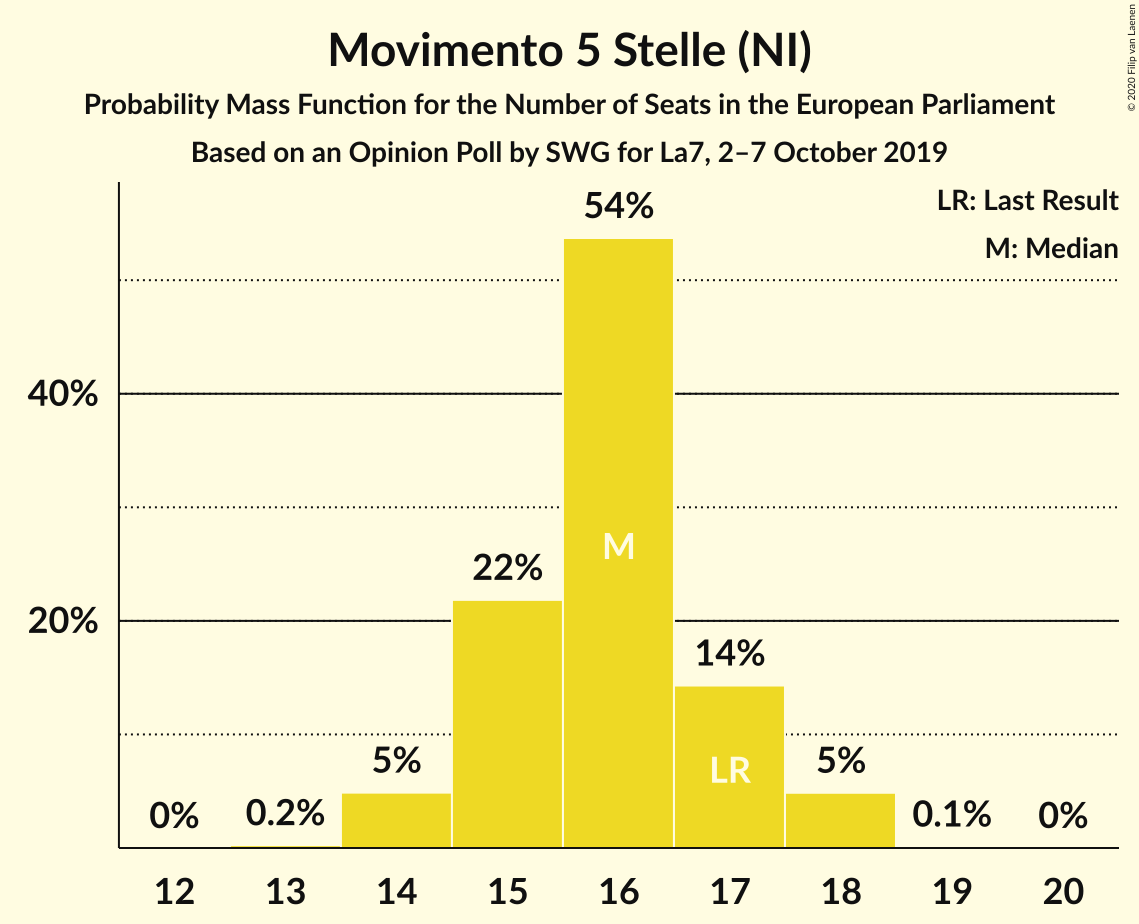 Movimento 5 Stelle (NI)
Probability Mass Function for the Number of Seats in the European Parliament
Based on an Opinion Poll by SWG for La7, 2–7 October 2019
© 2020 Filip van Laenen
LR: Last Result
M: Median
54%
40%
M
22%
20%
14%
LR
5%
5%
0%
0.2%
0.1%
0%
12 13 14 15 16 17 18 19 20